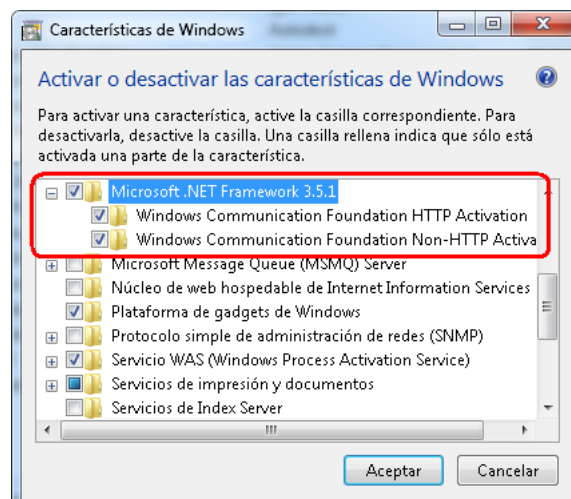 Características de Windows
Activar o desactivar las características de Windows
Para activar una característica, active la casilla correspondiente. Para
desactivarla, desactive la casilla. Una casilla rellena indica que sólo está
activada una parte de la característica.
Microsoft .NET Framework 3.5.1
Windows Communication Foundation HTTP Activation
Windows Communication Foundation Non-HTTP Activa
Microsoft Message Queue (MSMQ) Server
Núcleo de web hospedable de Internet Information Services
Plataforma de gadgets de Windows
Protocolo simple de administración de redes (SNMP)
Servicio WAS (Windows Process Activation Service)
Servicios de impresión y documentos
Servicios de Index Server
Aceptar Cancelar